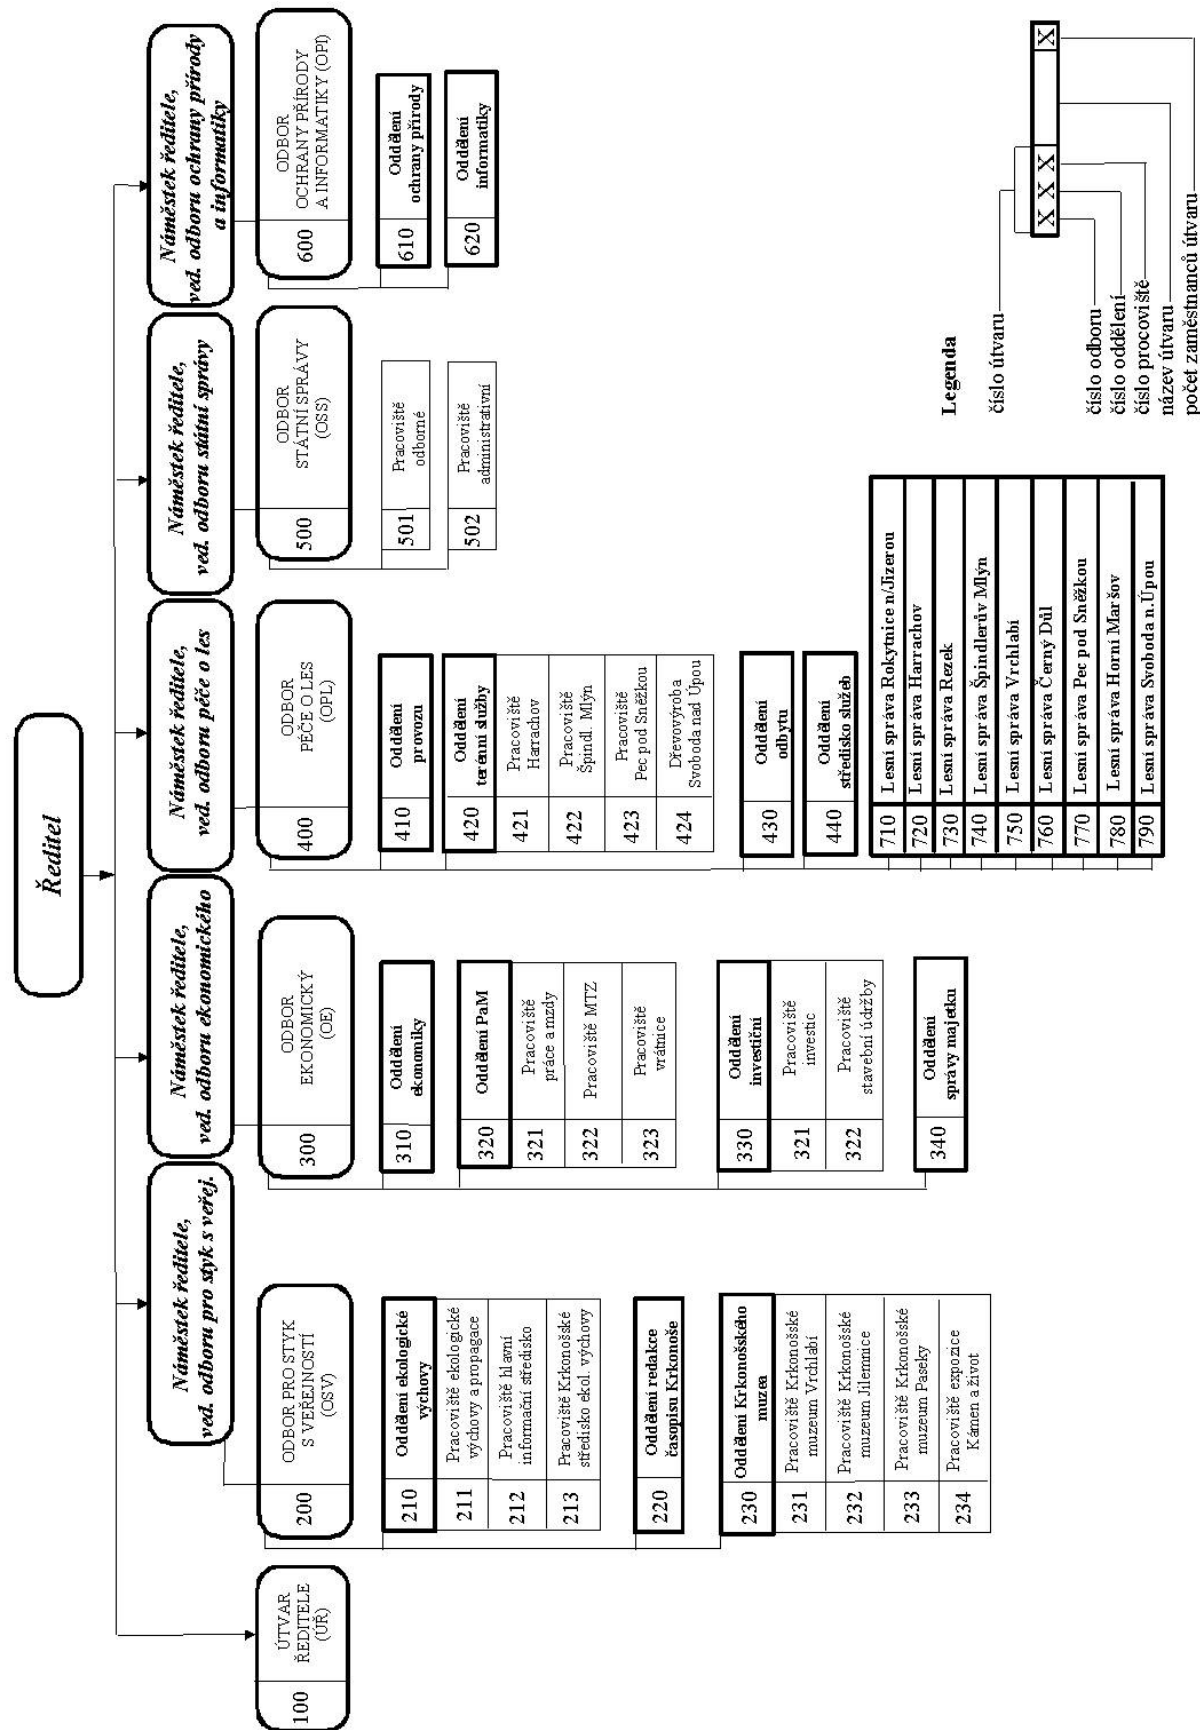 Ředitel
Náměstek ředitele,
ved. odboru pro styk s veřej.
Náměstek ředitele,
ved. odboru ekonomického
Náměstek ředitele,
ved. odboru péče o les
Náměstek ředitele,
ved. odboru státní správy
Náměstek ředitele,
ved. odboru ochrany přírody
a informatiky
100
ÚTVAR
ŘEDITELE
(ÚŘ)
200
ODBOR PRO STYK
S VEŘEJNOSTÍ
(OSV)
210
Oddělení ekologické
výchovy
211
Pracoviště ekologické
výchovy a propagace
212
Pracoviště hlavní
informační středisko
213
Pracoviště Krkonošské
středisko ekol. výchovy
220
Oddělení redakce
časopisu Krkonoše
230
Oddělení Krkonošského
muzea
231
Pracoviště Krkonošské
muzeum Vrchlabí
232
Pracoviště Krkonošské
muzeum Jilemnice
233
Pracoviště Krkonošské
muzeum Paseky
234
Pracoviště expozice
Kámen a život
300
ODBOR
EKONOMICKÝ
(OE)
310
Oddělení
ekonomiky
320
Oddělení PaM
321
Pracoviště
práce a mzdy
322
Pracoviště MTZ
323
Pracoviště
vrátnice
330
Oddělení
investiční
321
Pracoviště
investic
322
Pracoviště
stavební údržby
340
Oddělení
správy majetku
400
ODBOR
PÉČE O LES
(OPL)
410
Oddělení
provozu
420
Oddělení
terénní služby
421
Pracoviště
Harrachov
422
Pracoviště
Špindl. Mlýn
423
Pracoviště
Pec pod Sněžkou
424
Dřevovýroba
Svoboda nad Úpou
430
Oddělení
odbytu
440
Oddělení
středisko služeb
710 Lesní správa Rokytnice n/Jizerou
720 Lesní správa Harrachov
730 Lesní správa Rezek
740 Lesní správa Špindlerův Mlýn
750 Lesní správa Vrchlabí
760 Lesní správa Černý Důl
770 Lesní správa Pec pod Sněžkou
780 Lesní správa Horní Maršov
790 Lesní správa Svoboda n.Úpou
500
ODBOR
STÁTNÍ SPRÁVY
(OSS)
501
Pracoviště
odborné
502
Pracoviště
administrativní
600
ODBOR
OCHRANY PŘÍRODY
A INFORMATIKY (OPI)
610
Oddělení
ochrany přírody
620
Oddělení
informatiky
Legenda
číslo útvaru
X X X X
číslo odboru
číslo oddělení
číslo procoviště
název útvaru
počet zaměstnanců útvaru